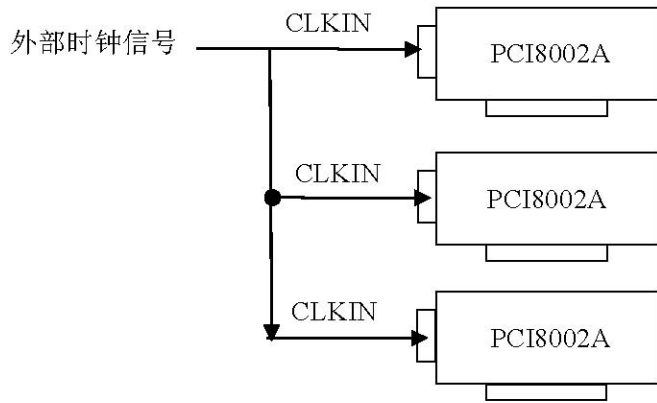 外部时钟信号
CLKIN
PCI8002A
CLKIN
PCI8002A
CLKIN
PCI8002A